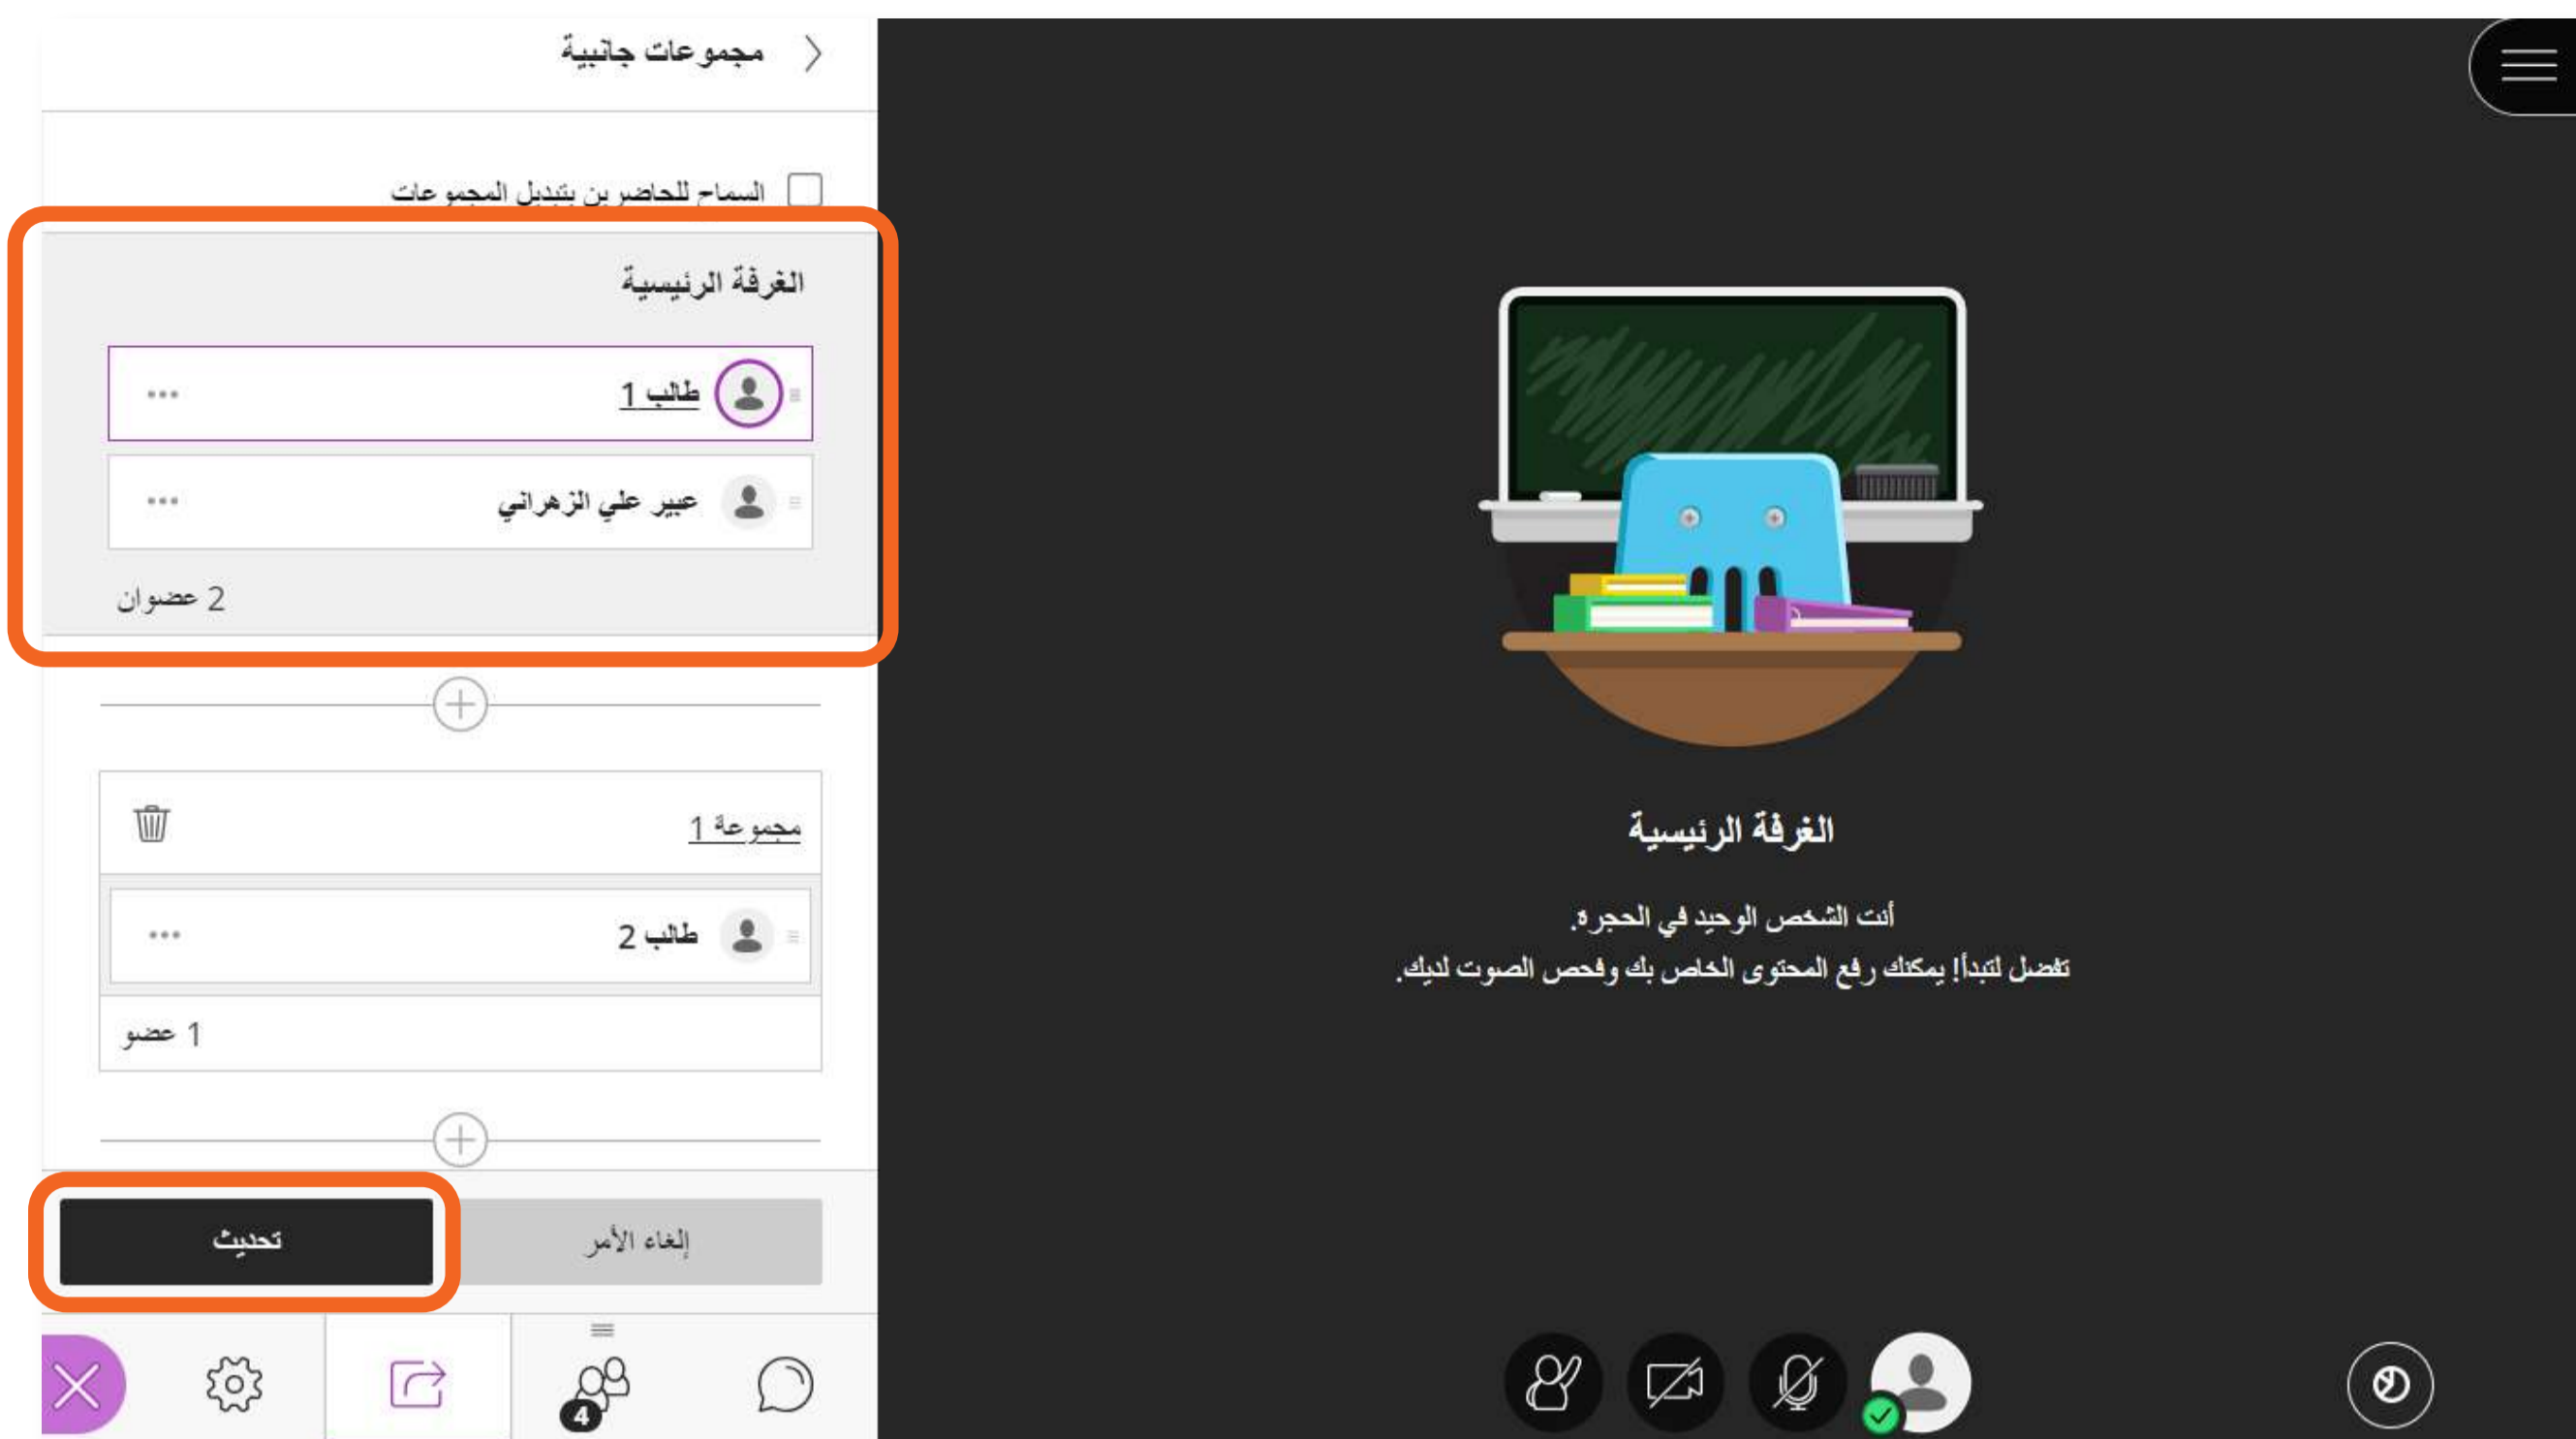 مجموعات جانبية
السماح للحاضرين بتبديل المجموعات
الغرفة الرئيسية
طالب 1
عبير علي الزهراني
2 عضوان
مجموعة 1
طالب 2
1 عضو
إلغاء الأمر
تحديث
4
الغرفة الرئيسية
أنت الشخص الوحيد في الحجرة.
تفضل لتبدأ! يمكنك رفع المحتوى الخاص بك وفحص الصوت لديك.